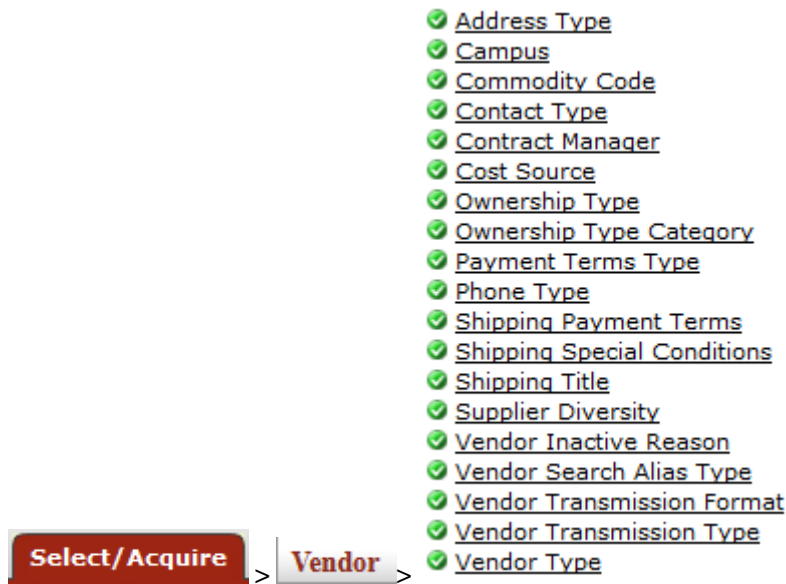 Address Type
Campus
Commodity Code
Contact Type
Contract Manager
Cost Source
Ownership Type
Ownership Type Category
Payment Terms Type
Phone Type
Shipping Payment Terms
Shipping Special Conditions
Shipping Title
Supplier Diversity
Vendor Inactive Reason
Vendor Search Alias Type
Vendor Transmission Format
Vendor Transmission Type
Select/Acquire > Vendor > Vendor Type